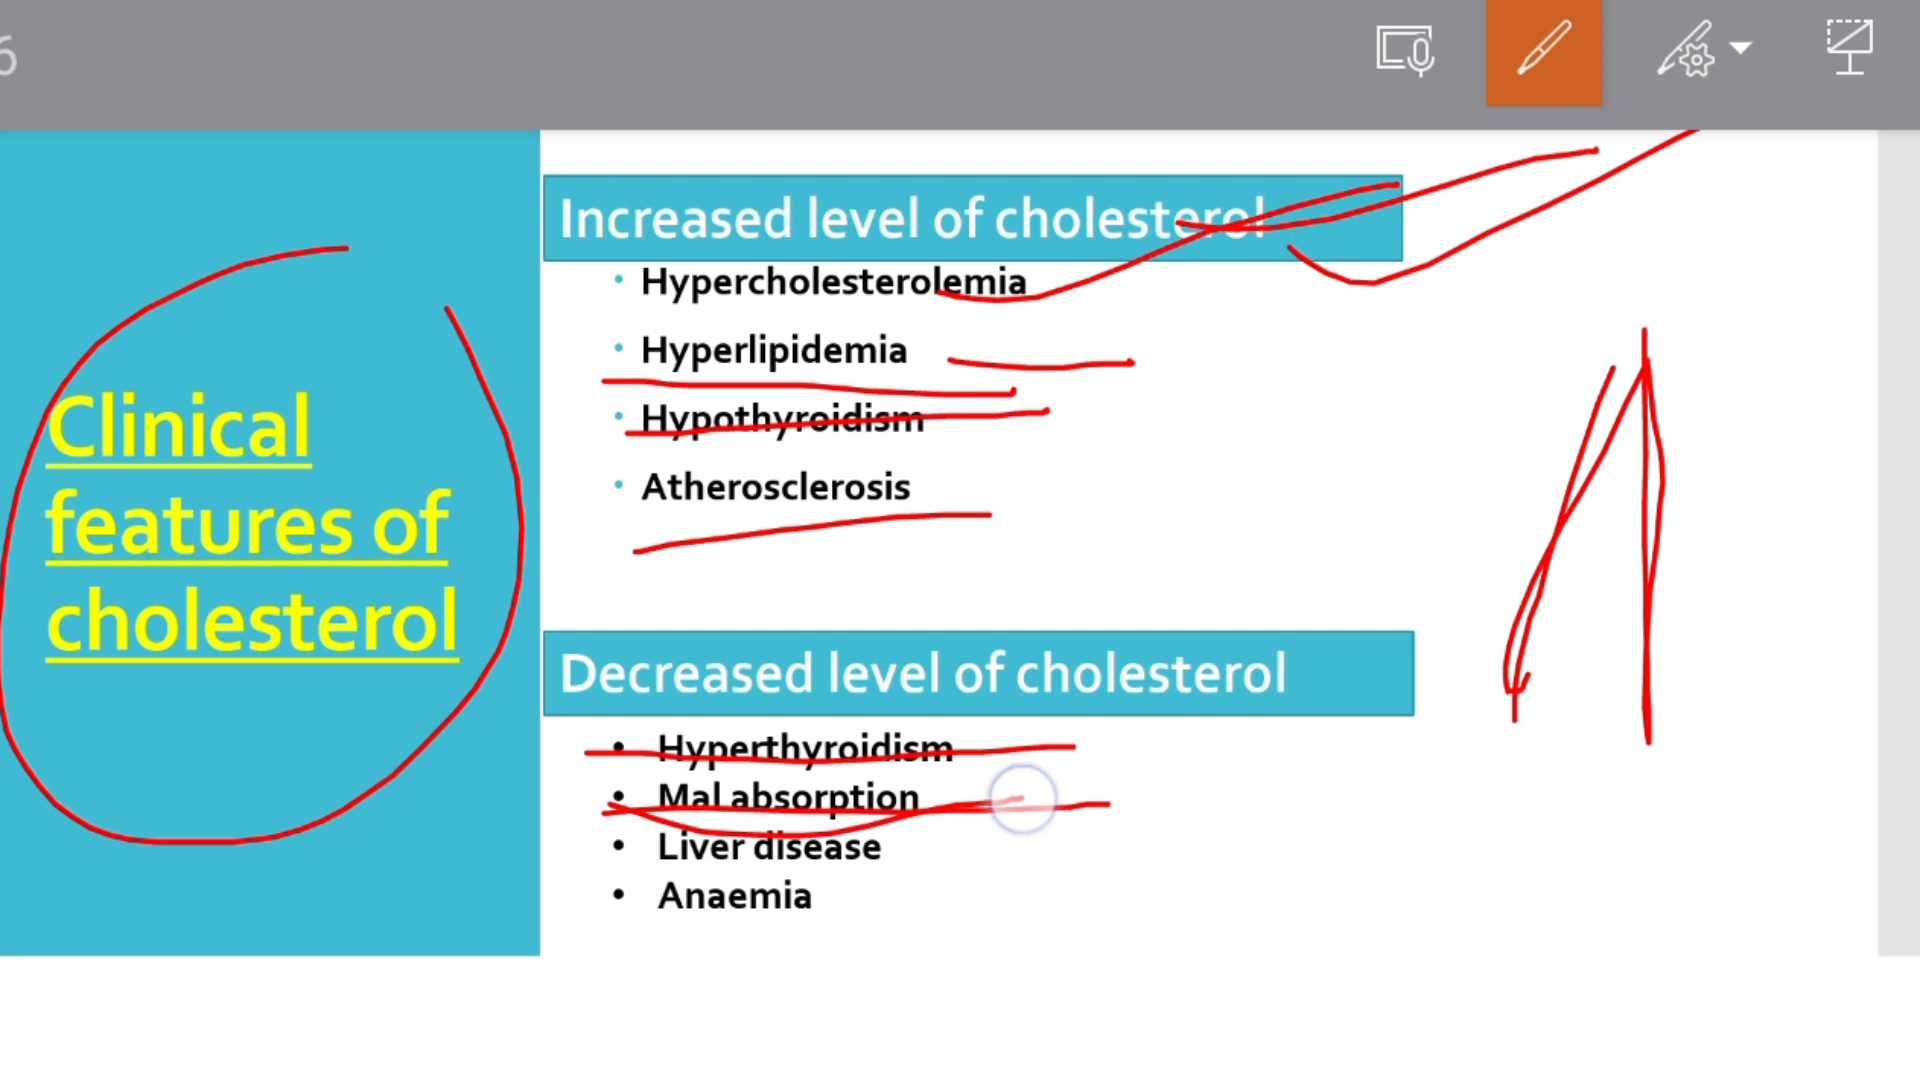 6
Clinical
features of
cholesterol
Increased level of cholesterol
• Hypercholesterolemia
• Hyperlipidemia
• Hypothyroidism
• Atherosclerosis
Decreased level of cholesterol
• Hyperthyroidism
• Mal absorption
• Liver disease
• Anaemia